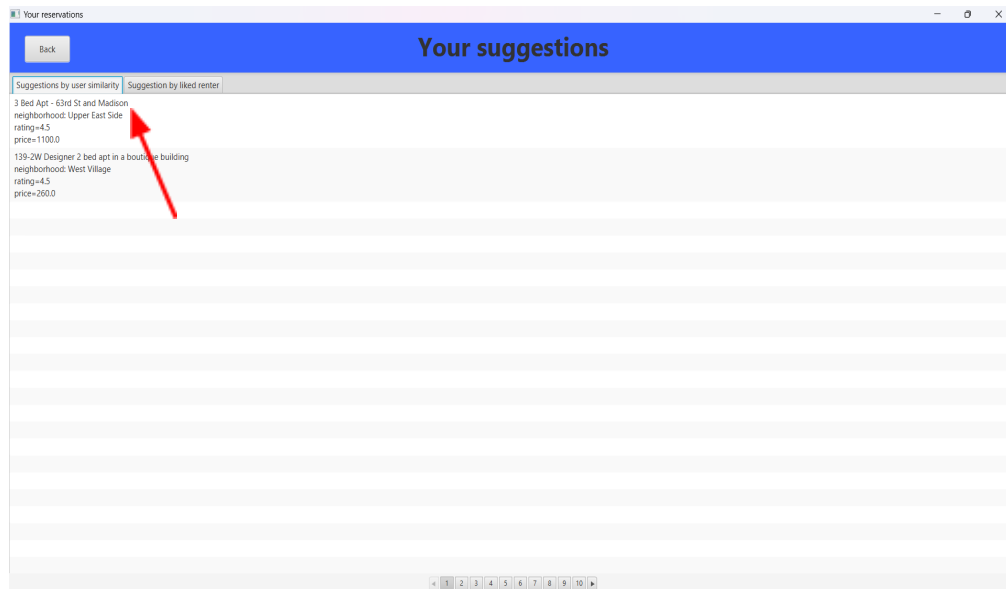 Your reservations
Back
Your suggestions
Suggestions by user similarity
Suggestion by liked renter
3 Bed Apt - 63rd St and Madison
neighborhood: Upper East Side
rating=4.5
price=1100.0
139-2W Designer 2 bed apt in a boutique building
neighborhood: West Village
rating=4.5
price=260.0
1 2 3 4 5 6 7 8 9 10